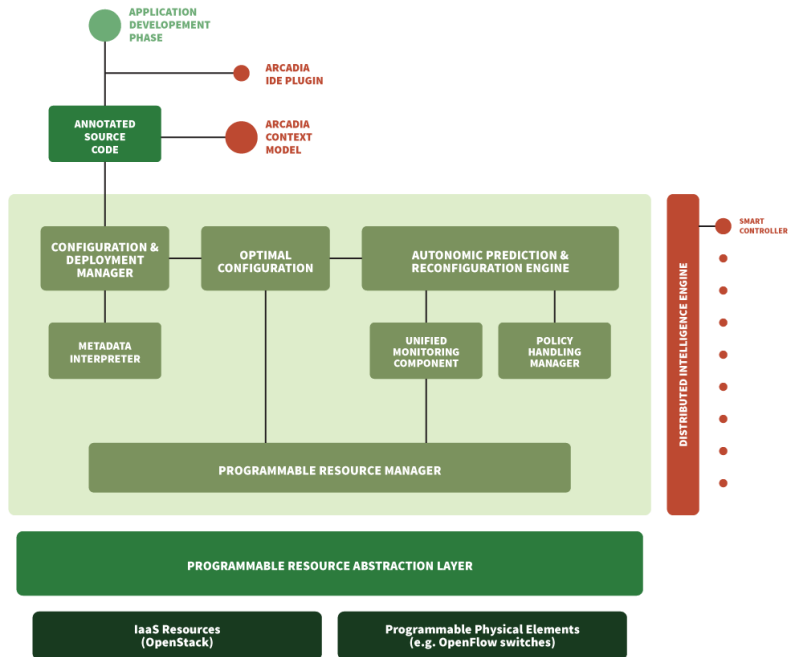 APPLICATION
DEVELOPEMENT
PHASE
ARCADIA
IDE PLUGIN
ANNOTATED
SOURCE
CODE
ARCADIA
CONTEXT
MODEL
SMART
CONTROLLER
CONFIGURATION &
DEPLOYMENT
MANAGER
OPTIMAL
CONFIGURATION
AUTONOMIC PREDICTION &
RECONFIGURATION ENGINE
METADATA
INTERPRETER
UNIFIED
MONITORING
COMPONENT
POLICY
HANDLING
MANAGER
DISTRIBUTED INTELLIGENCE ENGINE
PROGRAMMABLE RESOURCE MANAGER
PROGRAMMABLE RESOURCE ABSTRACTION LAYER
IaaS Resources
(OpenStack)
Programmable Physical Elements
(e.g. OpenFlow switches)